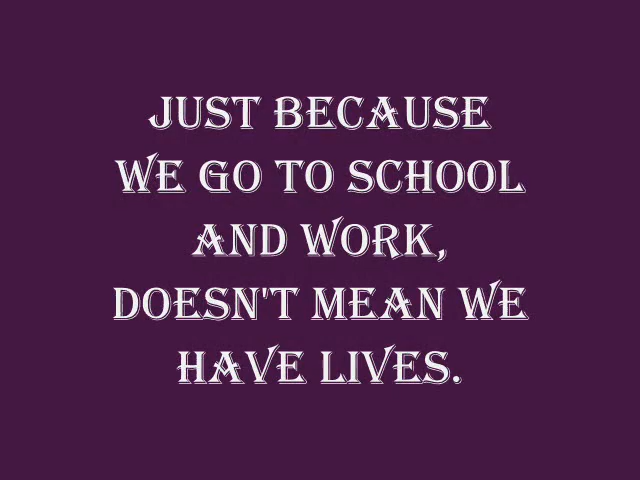 JUST BECAUSE
WE GO TO SCHOOL
AND WORK,
DOESN'T MEAN WE
HAVE LIVES.